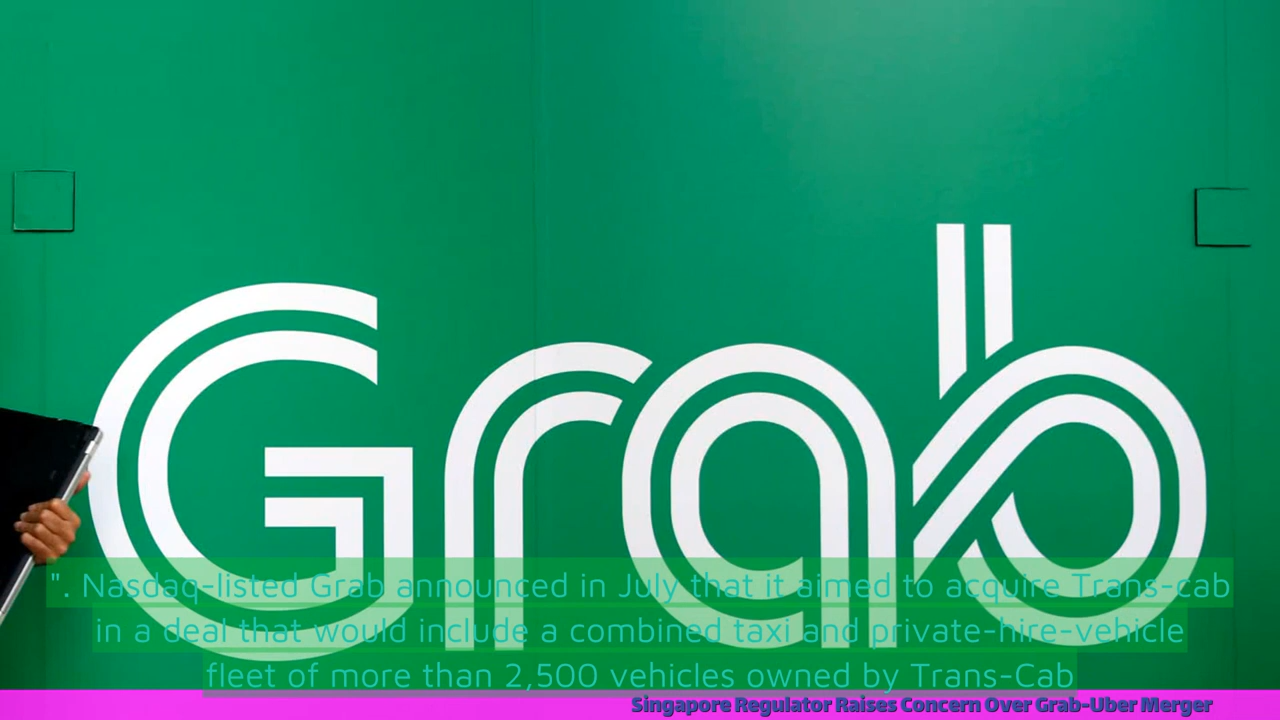 Grab
". Nasdaq-listed Grab announced in July that it aimed to acquire Trans-cab
in a deal that would include a combined taxi and private-hire-vehicle
fleet of more than 2,500 vehicles owned by Trans-Cab
Singapore Regulator Raises Concern Over Grab-Uber Merger